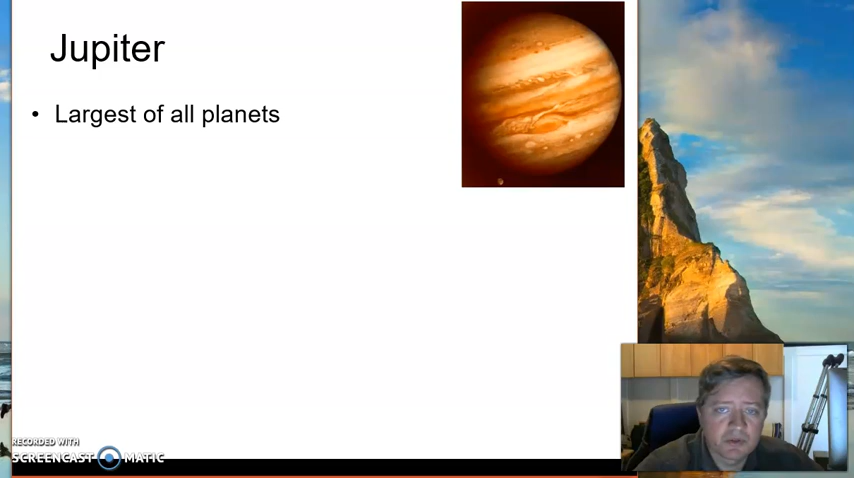 Jupiter
• Largest of all planets
RECORDED WITH
SCREENCAST MATIC